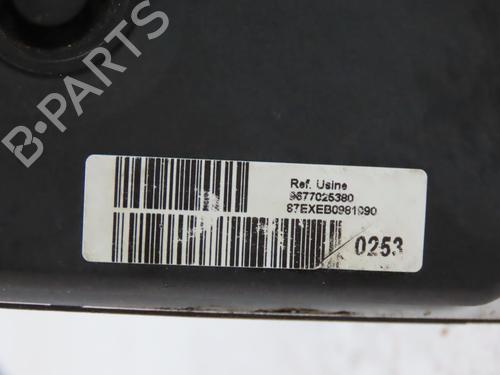 B-PARTS
Ref. Usine
9677025380
87EXEB0981090
0253